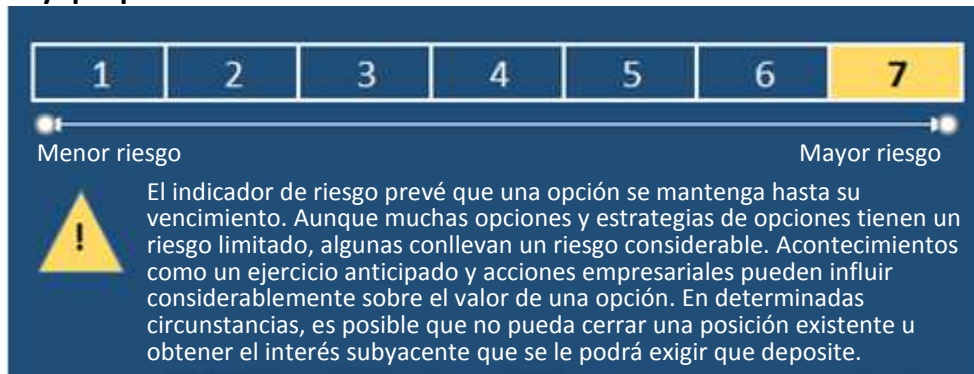 1 2 3 4 5 6 7
Menor riesgo Mayor riesgo
El indicador de riesgo prevé que una opción se mantenga hasta su
vencimiento. Aunque muchas opciones y estrategias de opciones tienen un
! riesgo limitado, algunas conllevan un riesgo considerable. Acontecimientos
como un ejercicio anticipado y acciones empresariales pueden influir
considerablemente sobre el valor de una opción. En determinadas
circunstancias, es posible que no pueda cerrar una posición existente u
obtener el interés subyacente que se le podrá exigir que deposite.